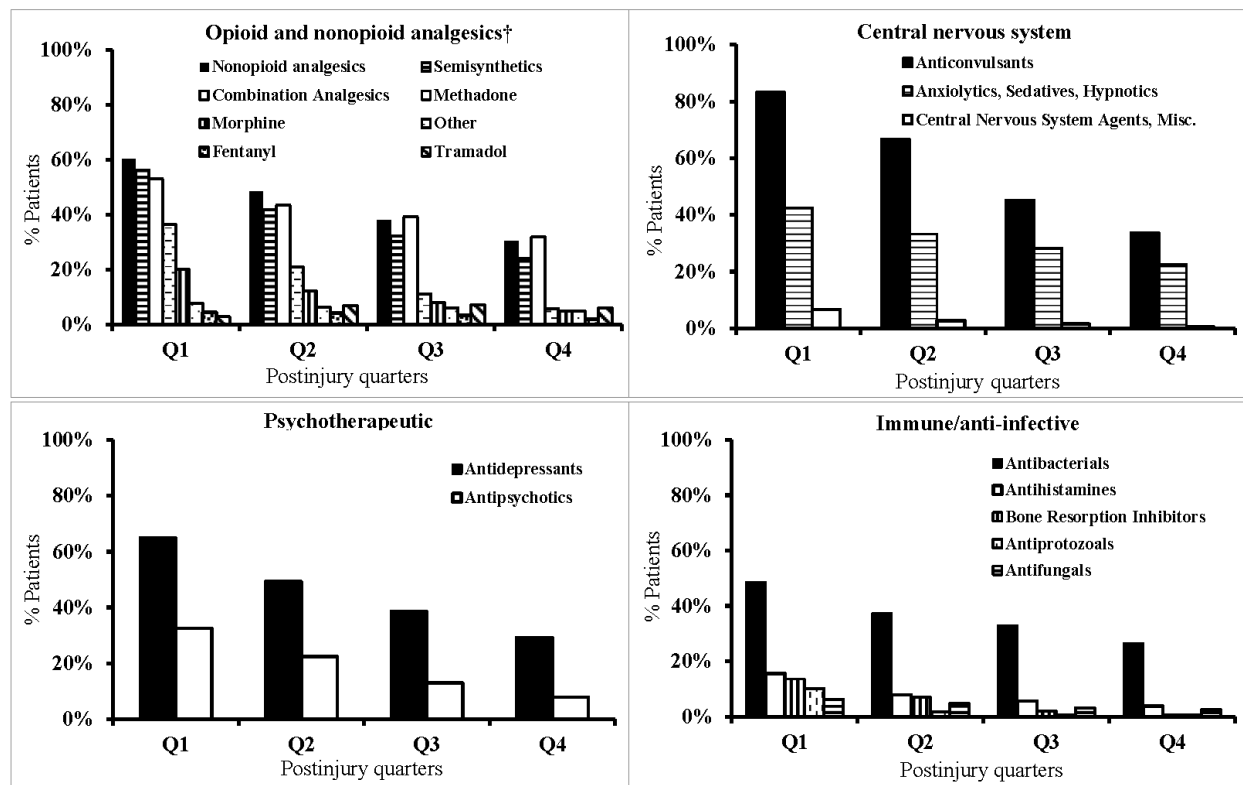 Opioid and nonopioid analgesics†
100%
80%
60%
40%
20%
0%
% Patients
Nonopioid analgesics
Semisynthetics
Combination Analgesics
Methadone
Morphine
Other
Fentanyl
Tramadol
Q1 Q2 Q3 Q4
Postinjury quarters
Central nervous system
100%
80%
60%
40%
20%
0%
% Patients
Anticonvulsants
Anxiolytics, Sedatives, Hypnotics
Central Nervous System Agents, Misc.
Q1 Q2 Q3 Q4
Postinjury quarters
Psychotherapeutic
100%
80%
60%
40%
20%
0%
% Patients
Antidepressants
Antipsychotics
Q1 Q2 Q3 Q4
Postinjury quarters
Immune/anti-infective
100%
80%
60%
40%
20%
0%
% Patients
Antibacterials
Antihistamines
Bone Resorption Inhibitors
Antiprotozoals
Antifungals
Q1 Q2 Q3 Q4
Postinjury quarters